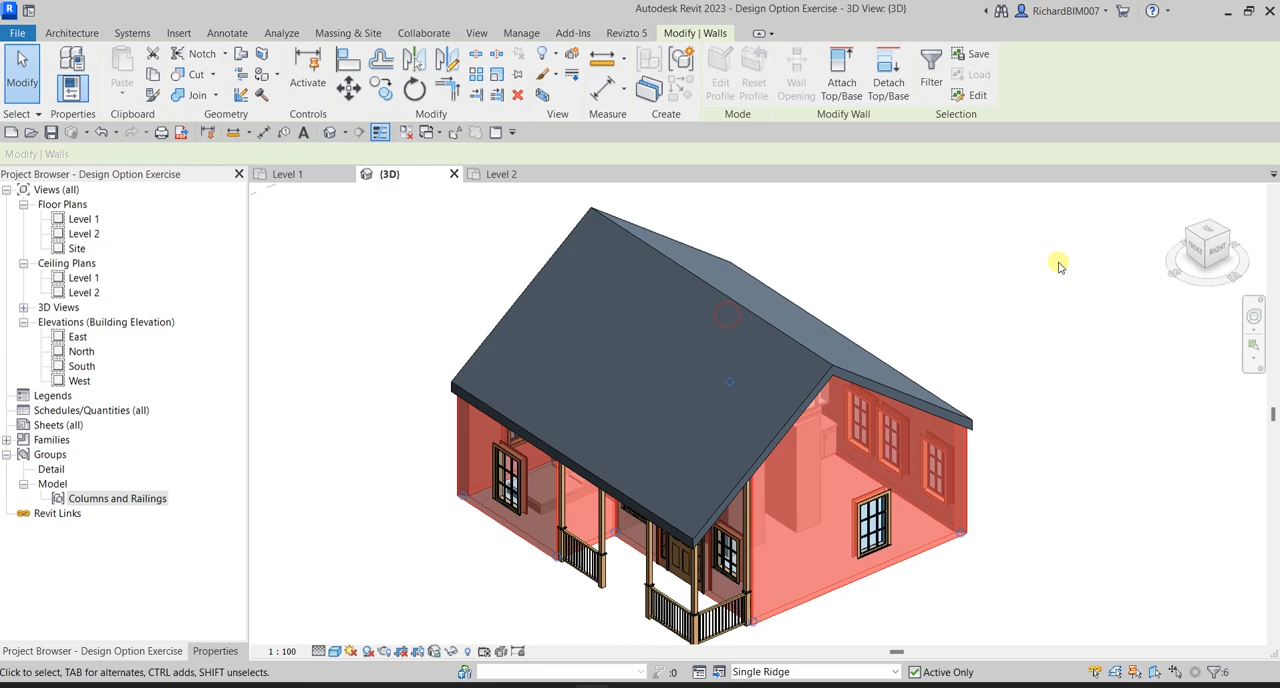 Autodesk Revit 2023 - Design Option Exercise - 3D View: {3D}
RichardBIM007
File Architecture Systems Insert Annotate Analyze Massing & Site Collaborate View Manage Add-Ins Revizto 5 Modify | Walls
Modify Paste Notch Cut Join Activate Edit Profile Reset Profile Wall Opening Attach Top/Base Detach Top/Base Filter Save Load Edit
Select Properties Clipboard Geometry Controls Modify View Measure Create Mode Modify Wall Selection
Modify | Walls
Project Browser - Design Option Exercise
Level 1
{3D}
Level 2
Views (all)
Floor Plans
Level 1
Level 2
Site
Ceiling Plans
Level 1
Level 2
3D Views
Elevations (Building Elevation)
East
North
South
West
Legends
Schedules/Quantities (all)
Sheets (all)
Families
Groups
Detail
Model
Columns and Railings
Revit Links
TOP
FRONT
RIGHT
Project Browser - Design Option Exercise Properties
1 : 100
Click to select, TAB for alternates, CTRL adds, SHIFT unselects.
:0
Single Ridge
Active Only
:6